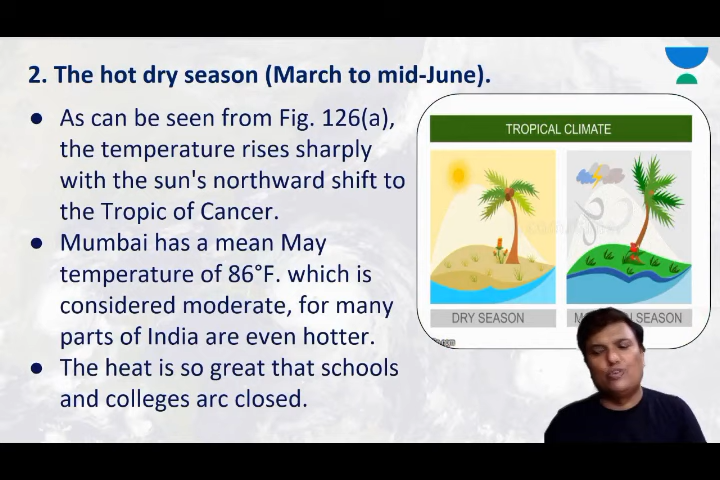 2. The hot dry season (March to mid-June).
● As can be seen from Fig. 126(a),
the temperature rises sharply
with the sun's northward shift to
the Tropic of Cancer.
● Mumbai has a mean May
temperature of 86°F. which is
considered moderate, for many
parts of India are even hotter.
● The heat is so great that schools
and colleges arc closed.
TROPICAL CLIMATE
DRY SEASON
SEASON